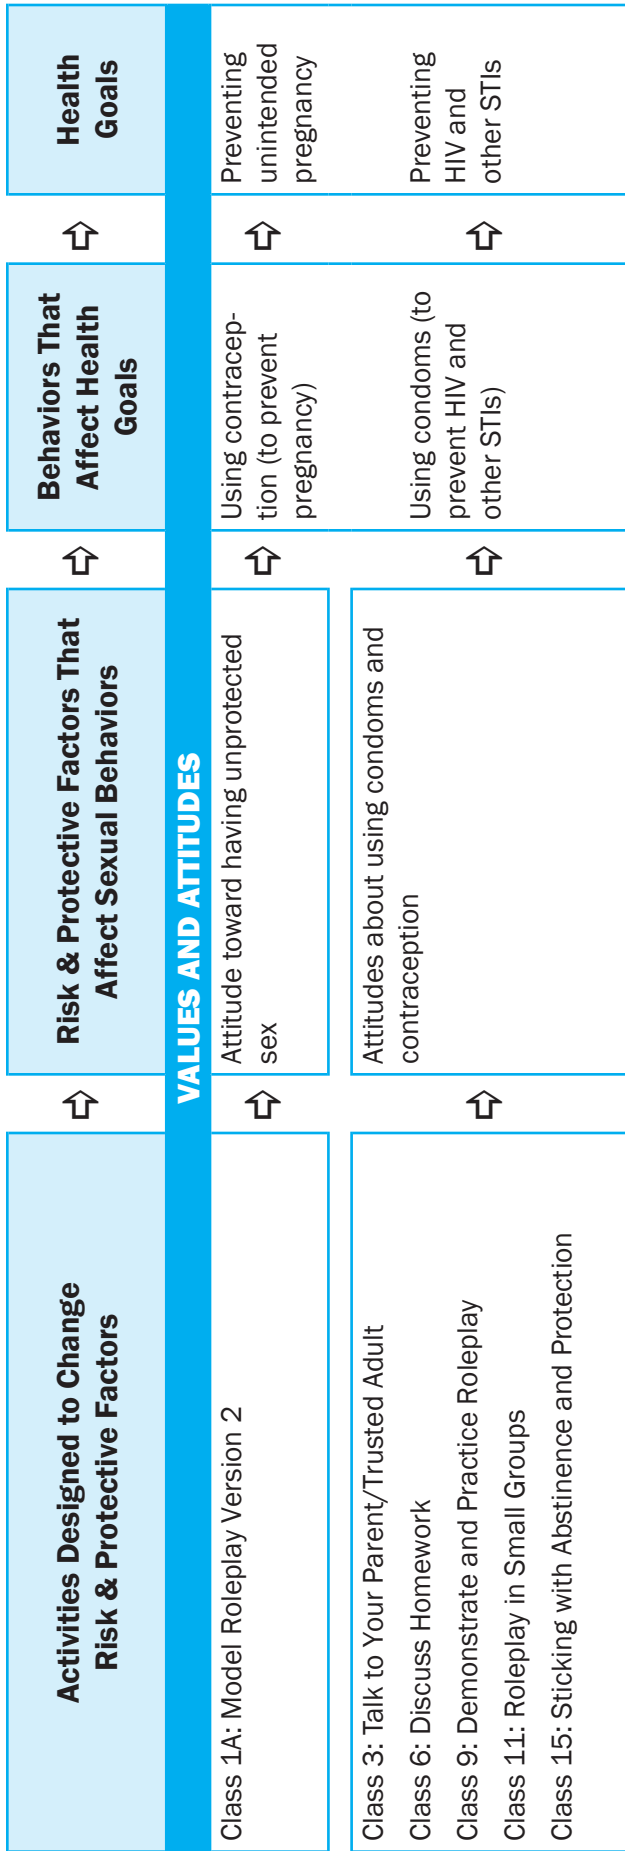 Activities Designed to Change
Risk & Protective Factors
Risk & Protective Factors That
Affect Sexual Behaviors
Behaviors That
Affect Health
Goals
Health
Goals
VALUES AND ATTITUDES
Class 1A: Model Roleplay Version 2
Attitude toward having unprotected
sex
Using contracep-
tion (to prevent
pregnancy)
Preventing
unintended
pregnancy
Class 3: Talk to Your Parent/Trusted Adult
Class 6: Discuss Homework
Class 9: Demonstrate and Practice Roleplay
Class 11: Roleplay in Small Groups
Class 15: Sticking with Abstinence and Protection
Attitudes about using condoms and
contraception
Using condoms (to
prevent HIV and
other STIs)
Preventing
HIV and
other STIs